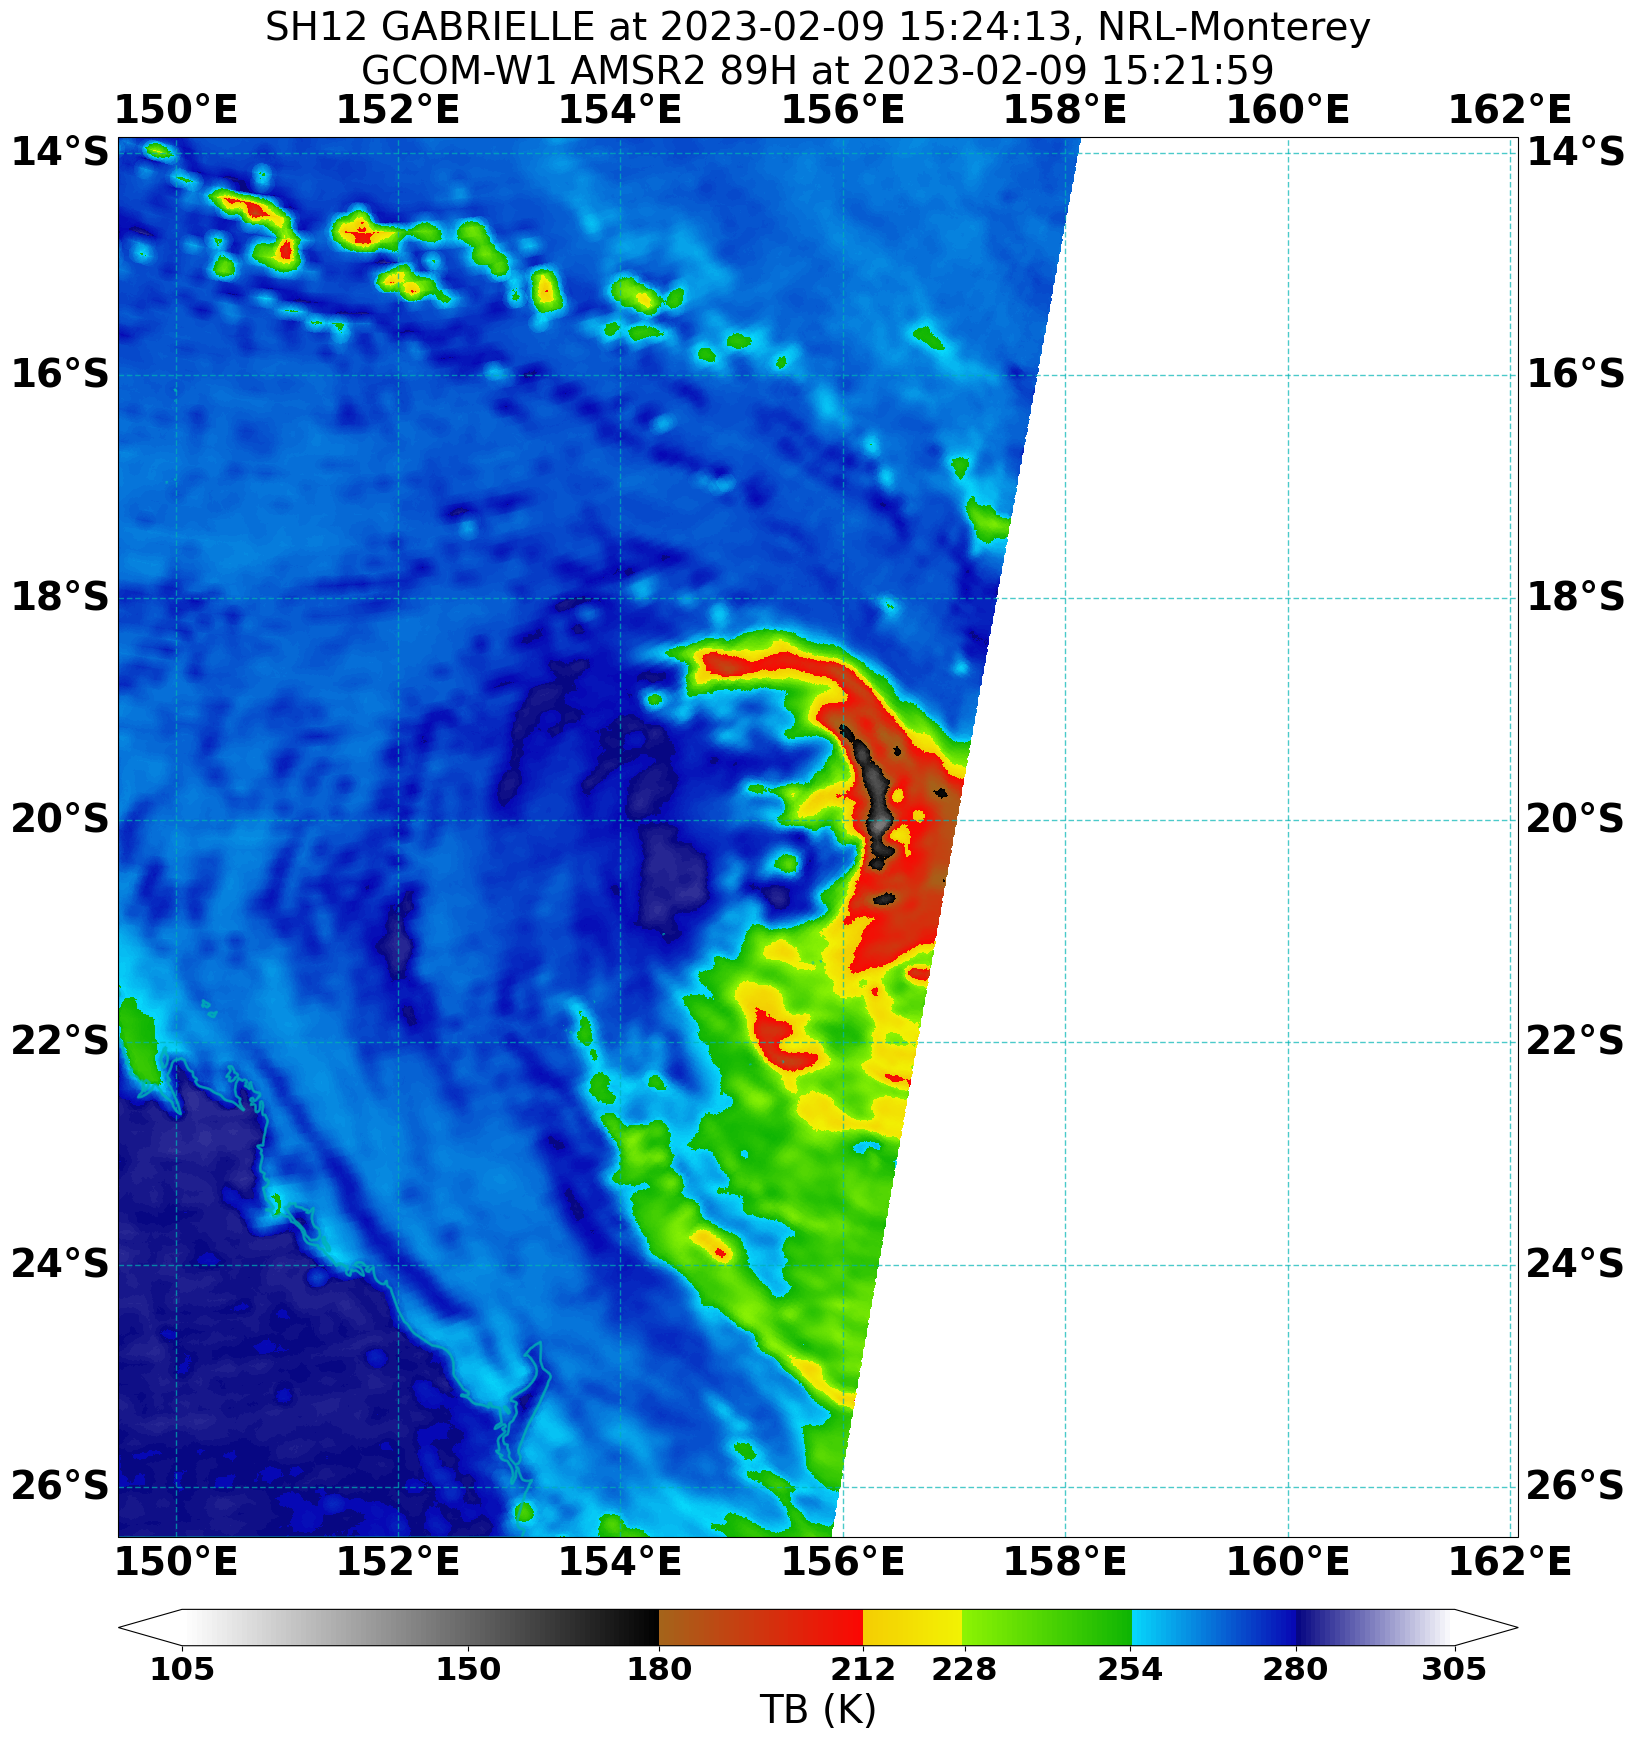 SH12 GABRIELLE at 2023-02-09 15:24:13, NRL-Monterey
GCOM-W1 AMSR2 89H at 2023-02-09 15:21:59
150°E 152°E 154°E 156°E 158°E 160°E 162°E
14°S 14°S
16°S 16°S
18°S 18°S
20°S 20°S
22°S 22°S
24°S 24°S
26°S 26°S
150°E 152°E 154°E 156°E 158°E 160°E 162°E
105 150 180 212 228 254 280 305
TB (K)